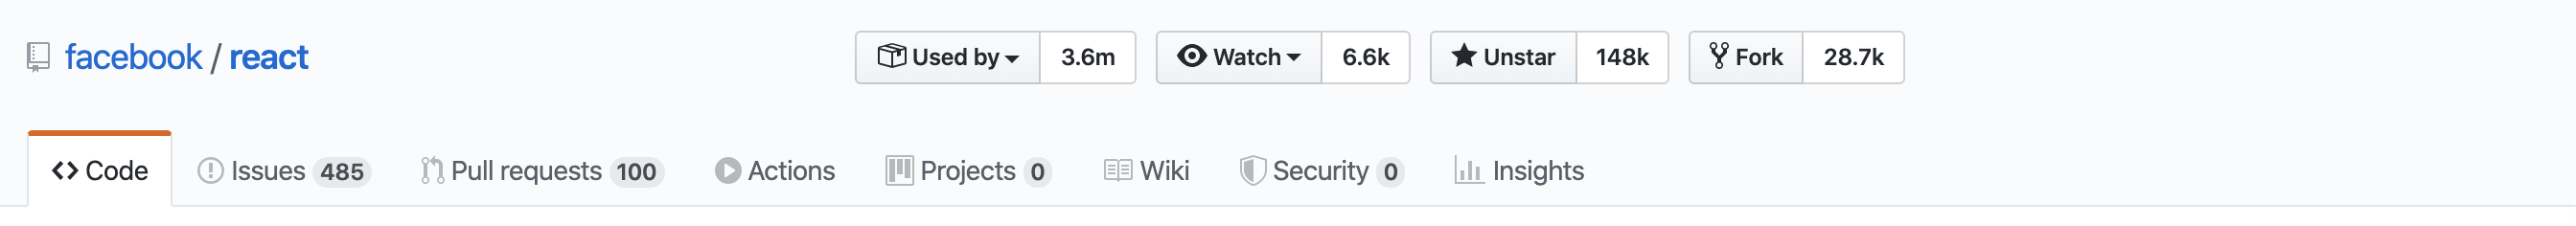 facebook / react Used by 3.6m Watch 6.6k Unstar 148k Fork 28.7k
Code Issues 485 Pull requests 100 Actions Projects 0 Wiki Security 0 Insights